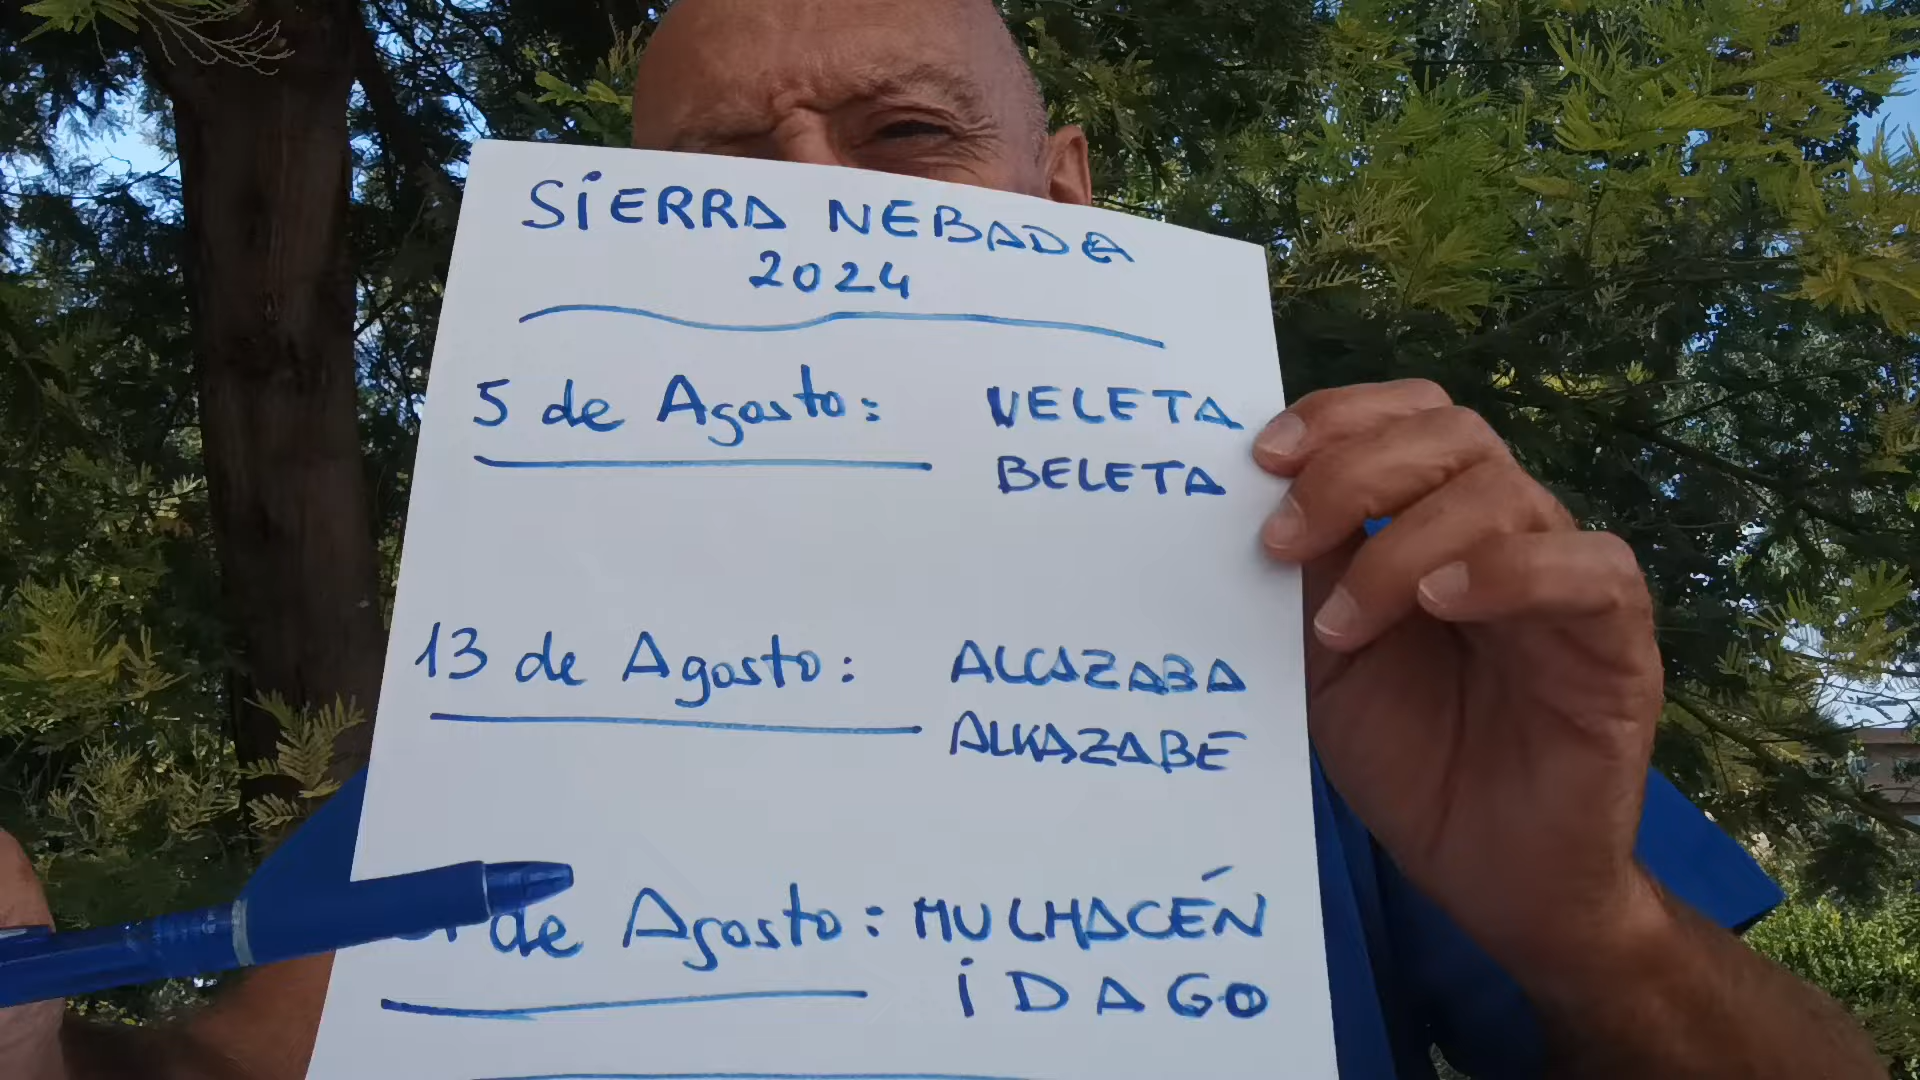 SIERRA NEBADA
2024
5 de Agosto: VELETA
BELETA
13 de Agosto: ALCAZABA
ALKAZABE
de Agosto: MULHACÉN
IDAGO